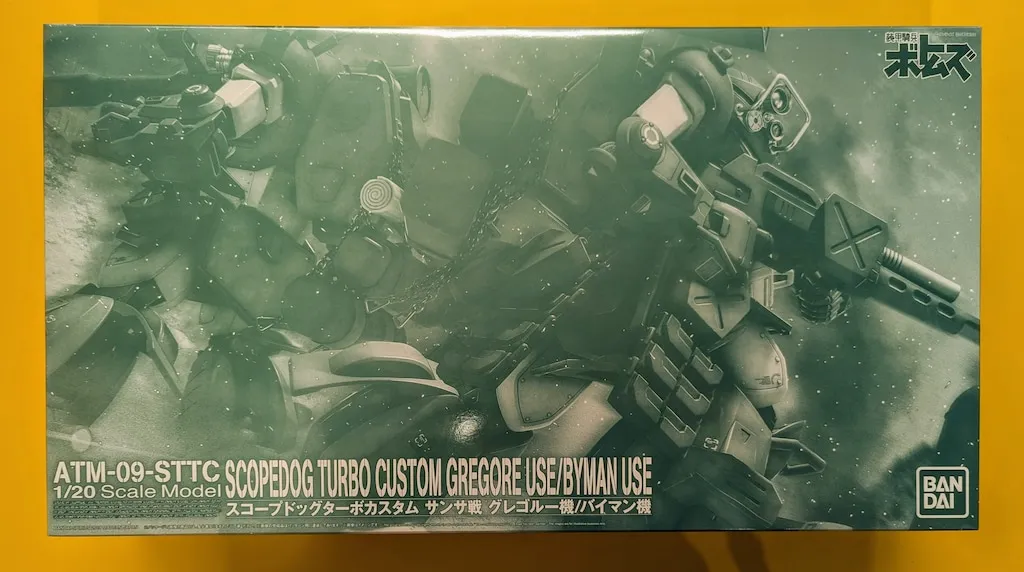 装甲騎兵
ボトムズ
ATM-09-STTC SCOPEDOG TURBO CUSTOM GREGORE USE/BYMAN USE
1/20 Scale Model スコープドッグターボカスタム サンサ戦 グレゴルー機/バイマン機
BAN
DAI